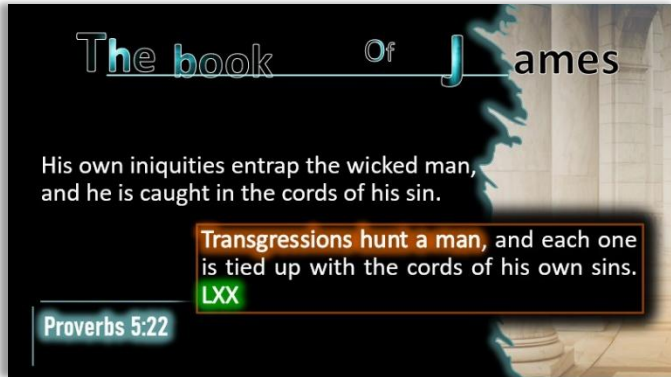 The book Of James
His own iniquities entrap the wicked man,
and he is caught in the cords of his sin.
Transgressions hunt a man, and each one
is tied up with the cords of his own sins.
LXX
Proverbs 5:22